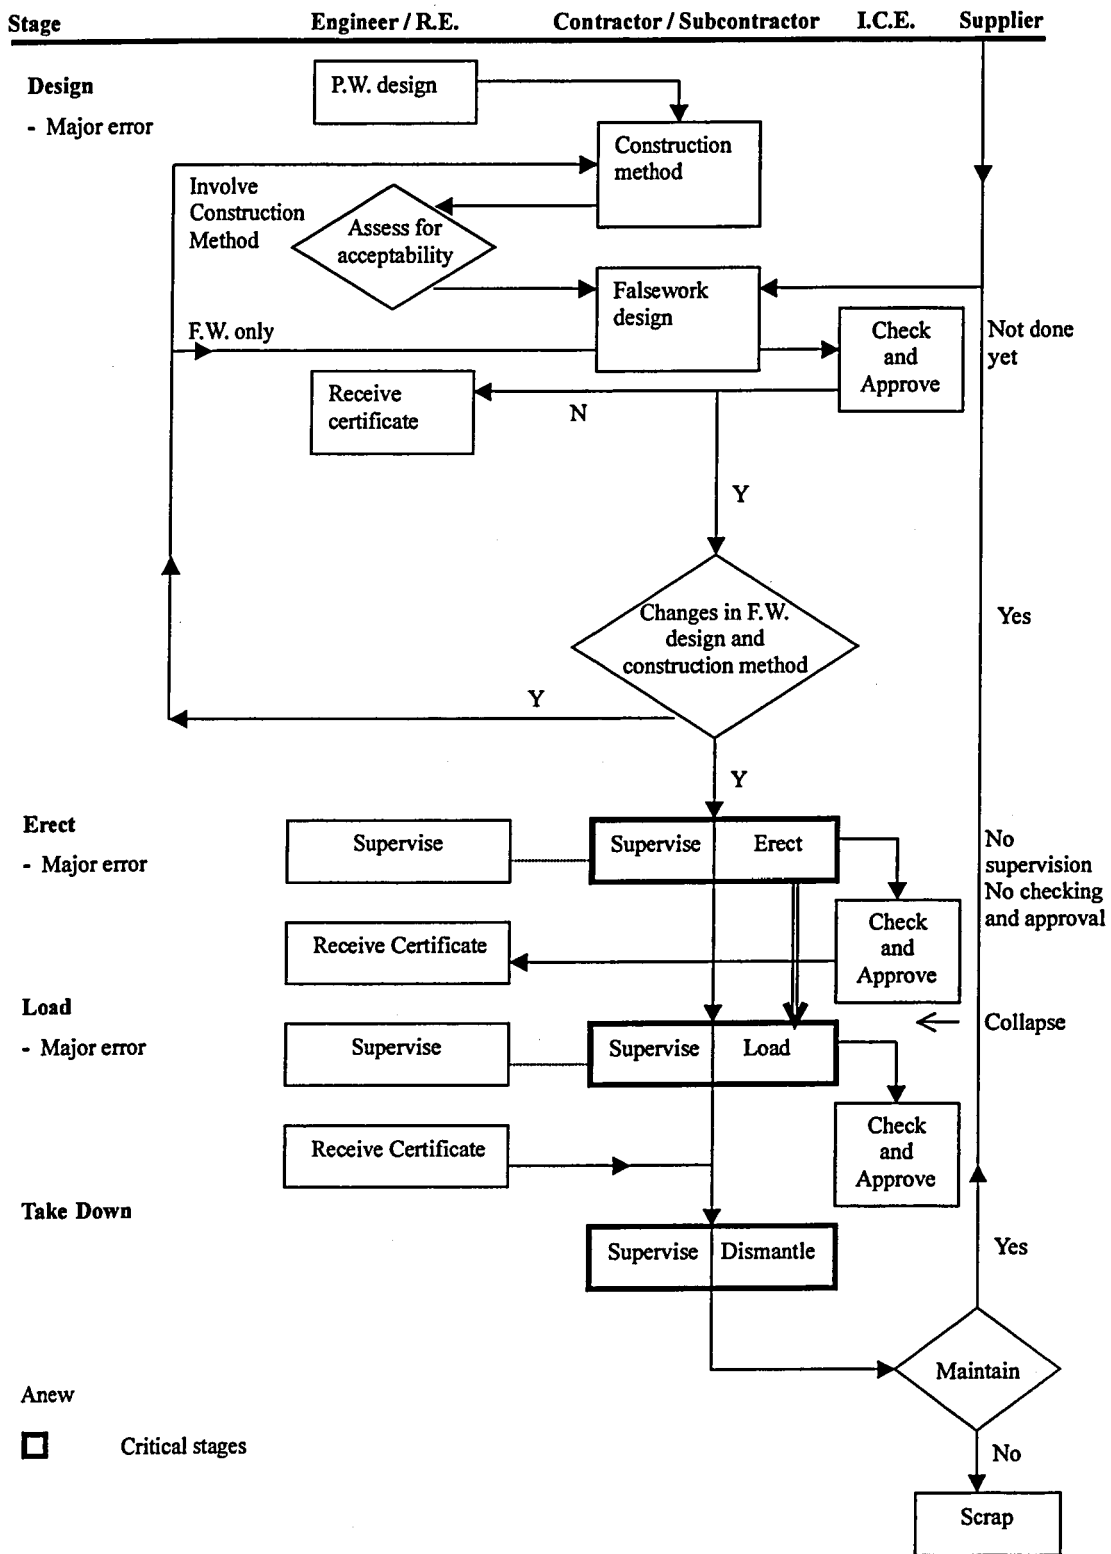 Stage Engineer / R.E. Contractor / Subcontractor I.C.E. Supplier
Design
- Major error
P.W. design
Construction
method
Involve
Construction
Method
Assess for
acceptability
Falsework
design
F.W. only
Check
and
Approve
Not done
yet
Receive
certificate
N
Y
Changes in F.W.
design and
construction method
Yes
Y
Y
Erect
- Major error
Supervise
Supervise Erect
No
supervision
No checking
and approval
Receive Certificate
Check
and
Approve
Load
- Major error
Supervise
Supervise Load
Collapse
Receive Certificate
Check
and
Approve
Take Down
Supervise Dismantle
Yes
Maintain
Anew
Critical stages
No
Scrap